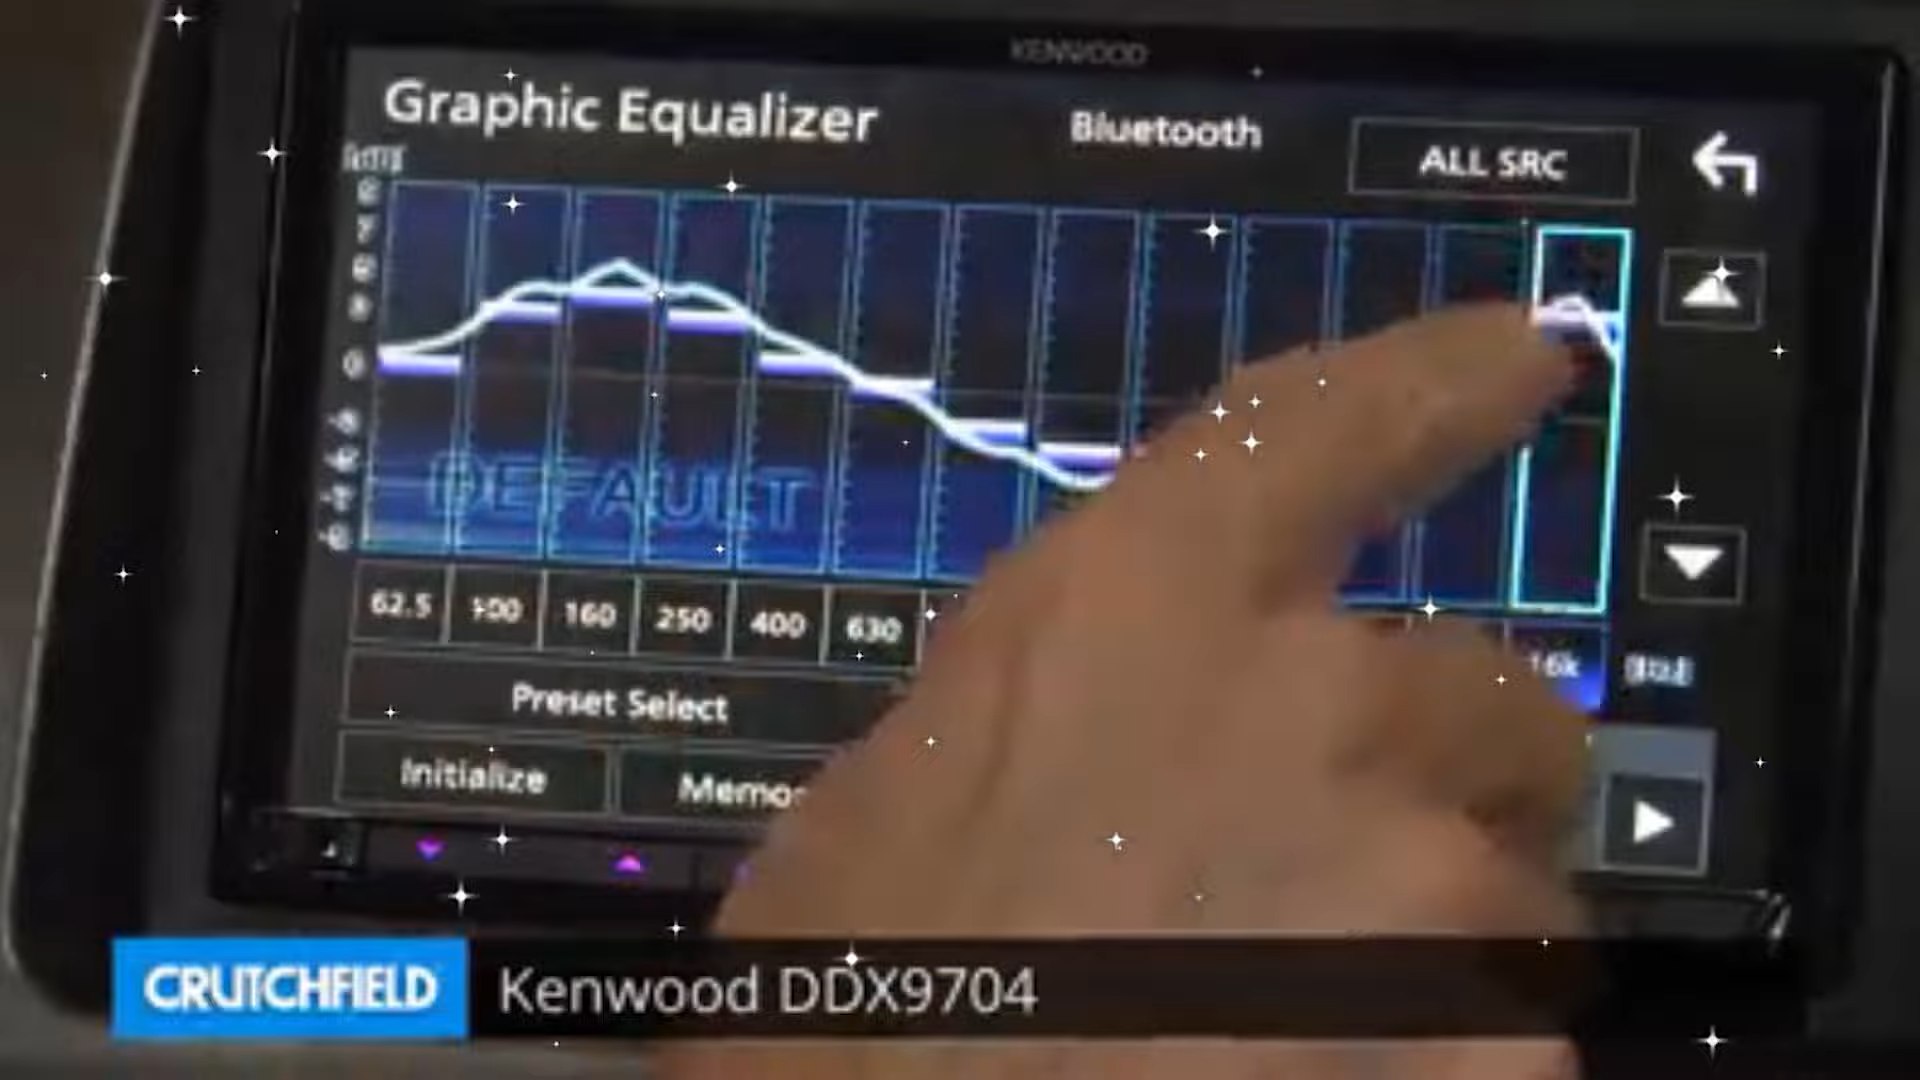 KENWOOD
Graphic Equalizer
Bluetooth
ALL SRC
0
DEFAULT
62.5 100 160 250 400 630
16k
Preset Select
Initialize
CRUTCHFIELD
Kenwood DDX9704